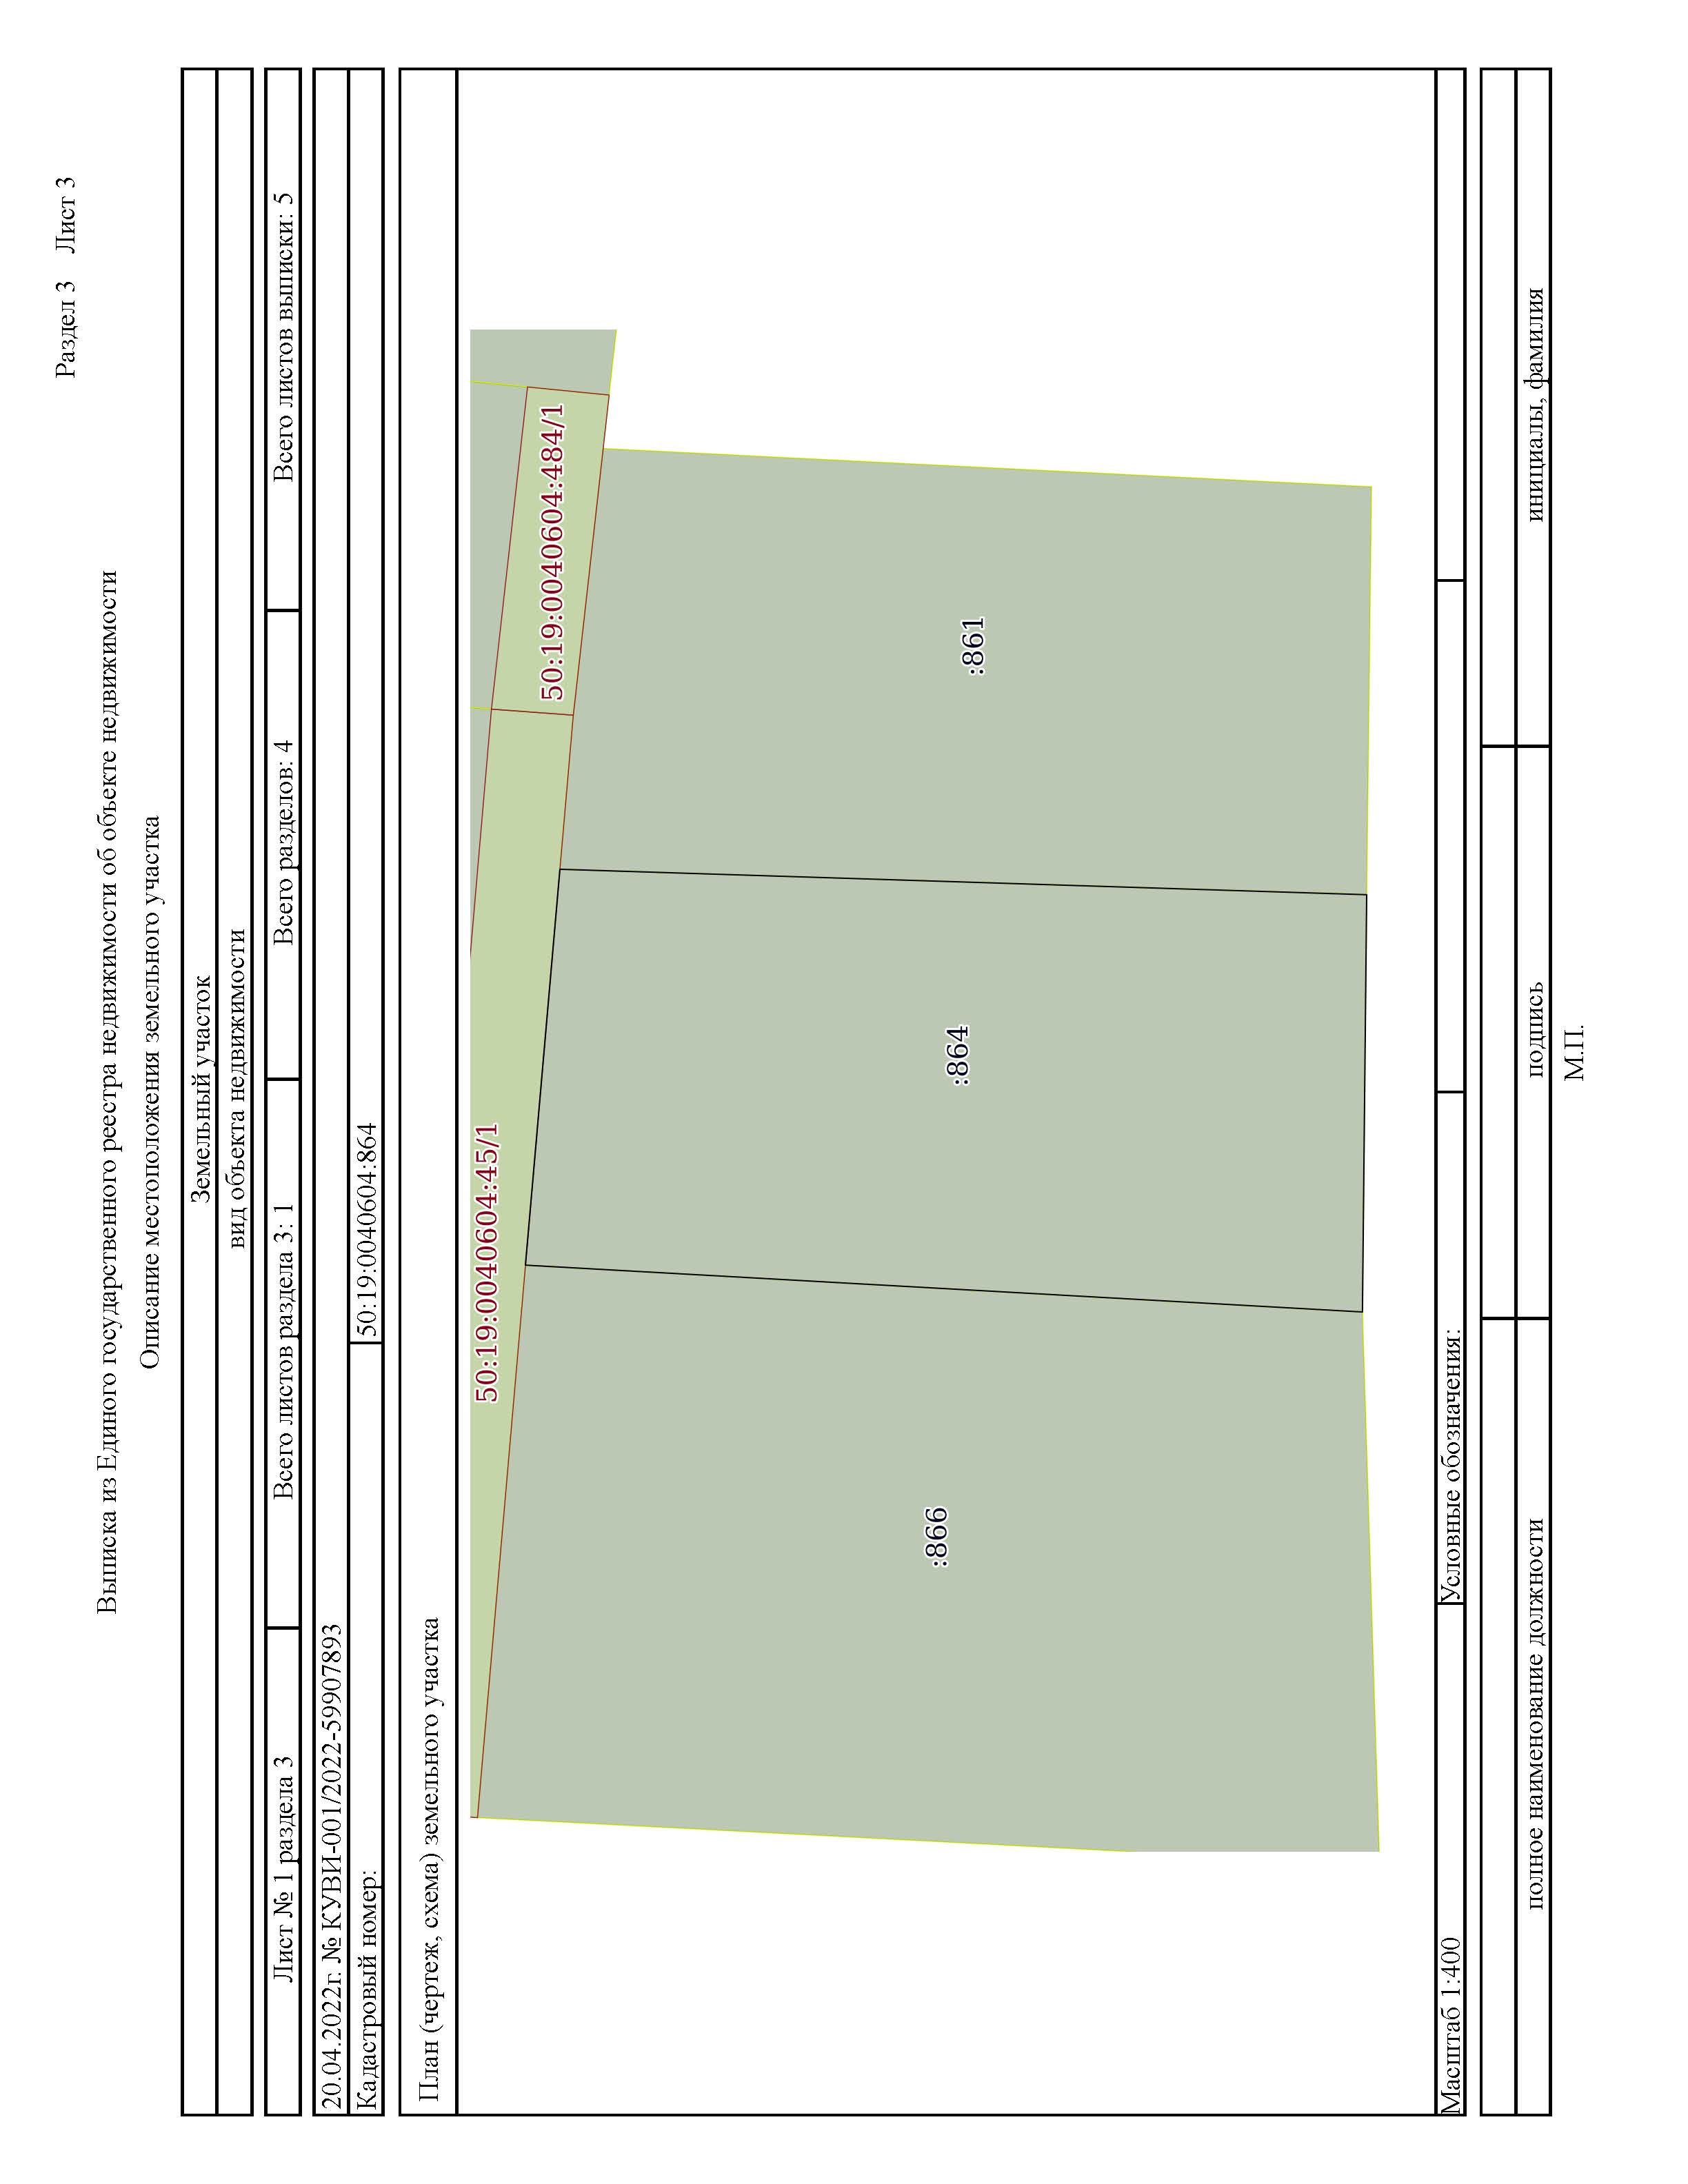 Раздел 3 Лист 3
Выписка из Единого государственного реестра недвижимости об объекте недвижимости
Описание местоположения земельного участка
Земельный участок
вид объекта недвижимости
Лист № 1 раздела 3 Всего листов раздела 3: 1 Всего разделов: 4 Всего листов выписки: 5
20.04.2022г. № КУВИ-001/2022-59907893
Кадастровый номер: 50:19:0040604:864
План (чертеж, схема) земельного участка
50:19:0040604:45/1
50:19:0040604:484/1
:866
:864
:861
Масштаб 1:400 Условные обозначения:
полное наименование должности подпись инициалы, фамилия
М.П.